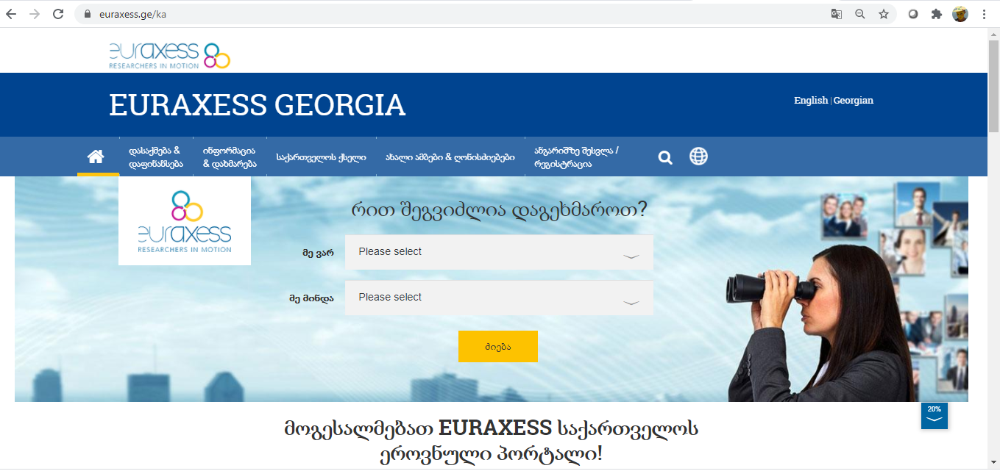 euraxess.ge/ka
euraxess
RESEARCHERS IN MOTION
EURAXESS GEORGIA
English | Georgian
დასაქმება &
დაფინანსება
ინფორმაცია
& დახმარება
საქართველოს ქსელი
ახალი ამბები & ღონისძიებები
ანგარიშზე შესვლა /
რეგისტრაცია
euraxess
RESEARCHERS IN MOTION
რით შეგვიძლია დაგეხმაროთ?
მე ვარ
Please select
მე მინდა
Please select
ძიება
20%
მოგესალმებათ EURAXESS საქართველოს
ეროვნული პორტალი!